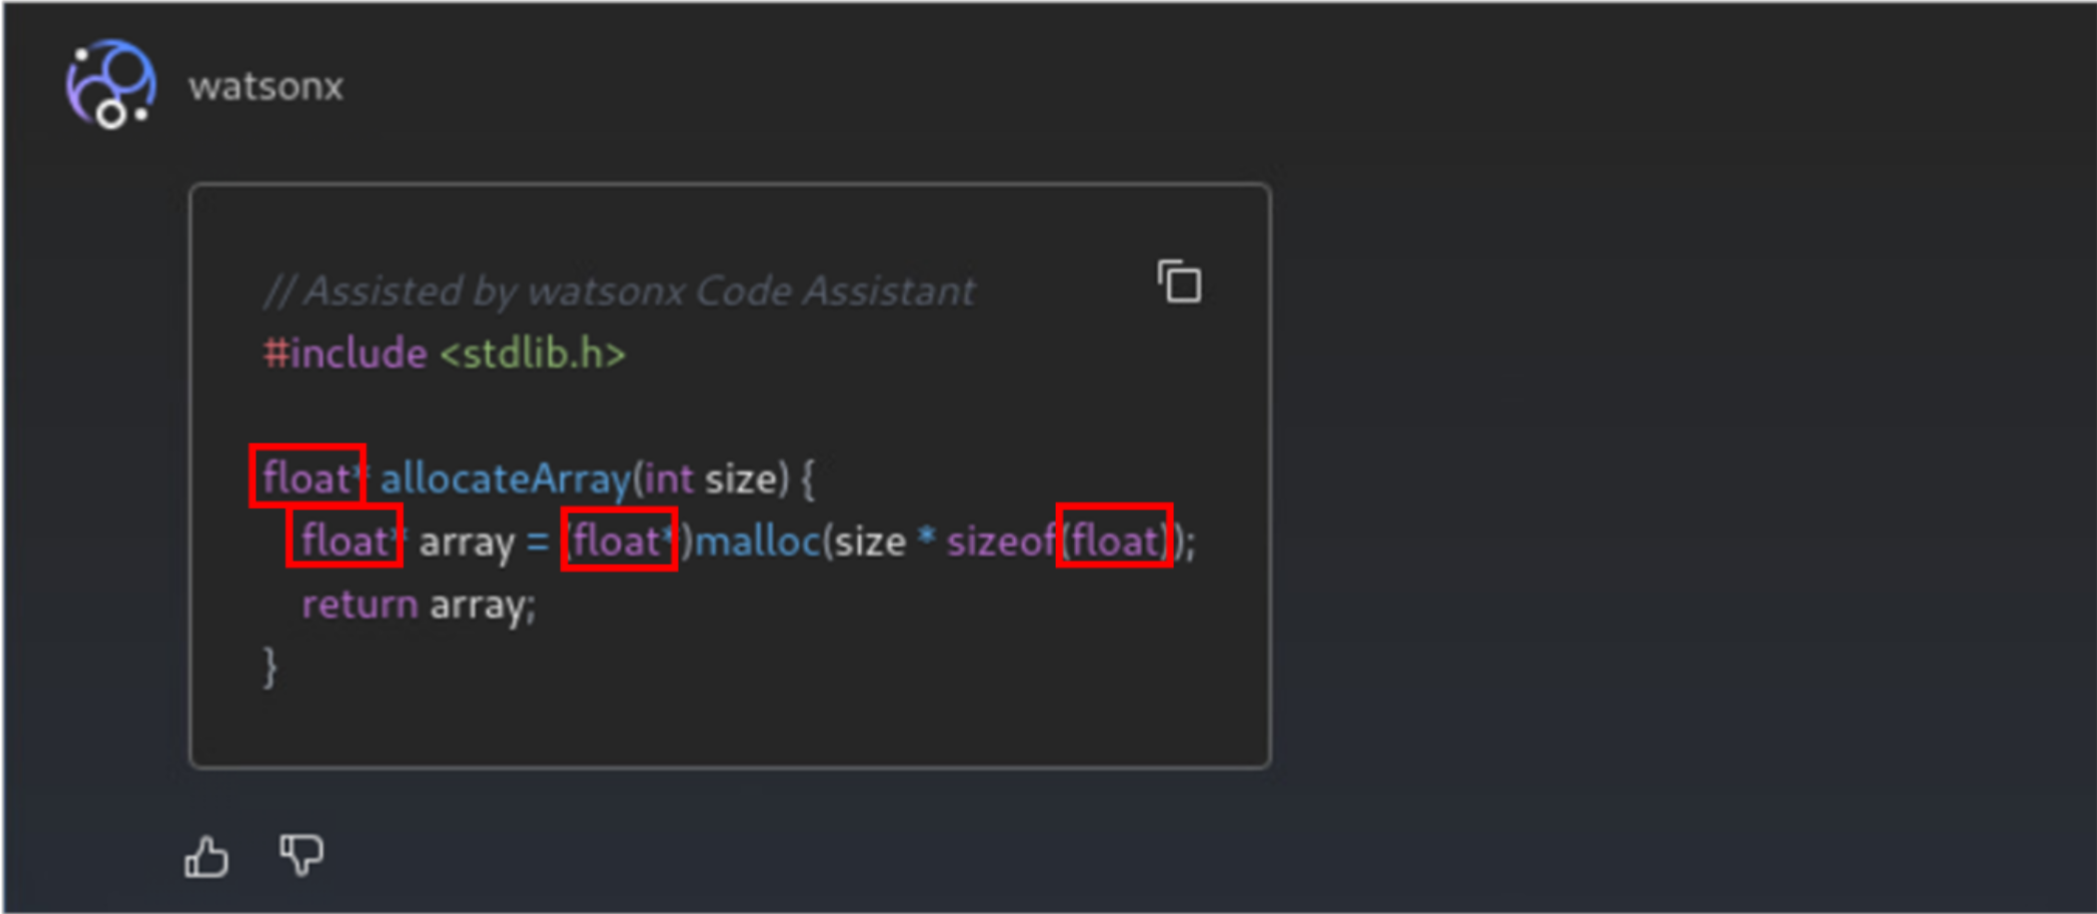 watsonx
// Assisted by watsonx Code Assistant
#include <stdlib.h>
float* allocateArray(int size) {
float* array = (float*)malloc(size * sizeof(float));
return array;
}